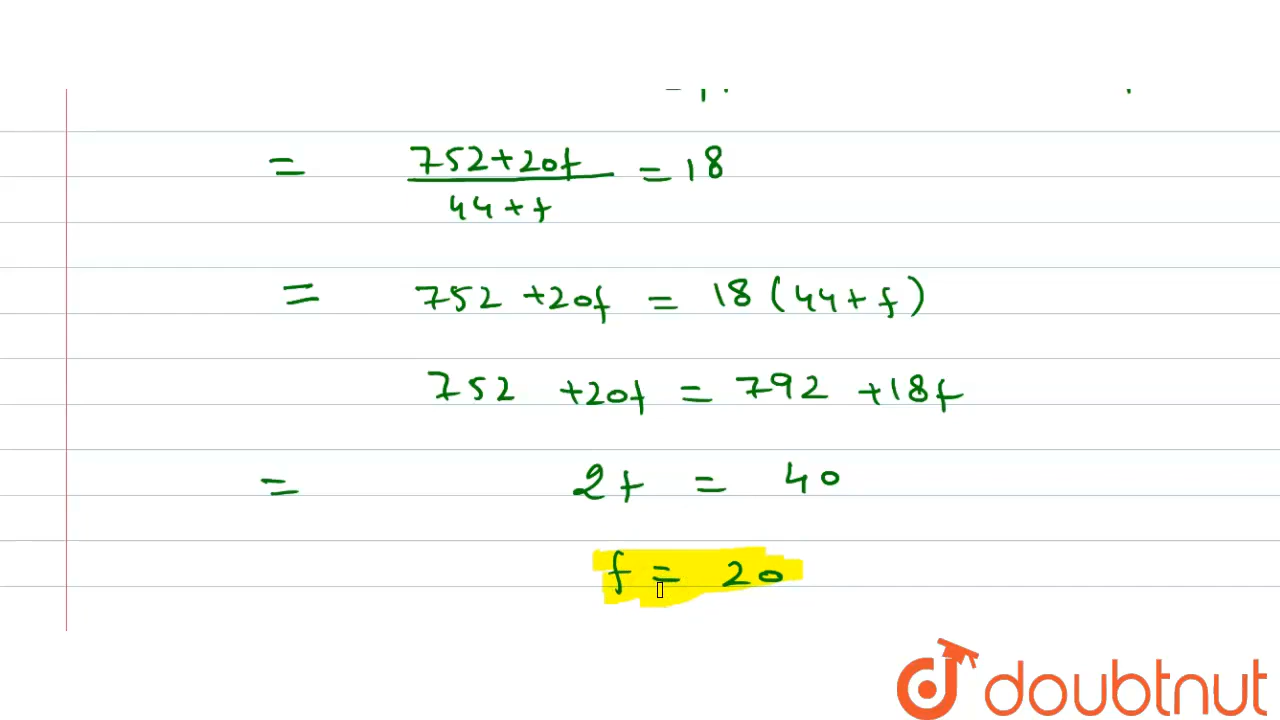 = 752+20f / 44+f = 18
= 752 +20f = 18 (44+f)
752 +20f = 792 +18f
= 2f = 40
f = 20
doubtnut